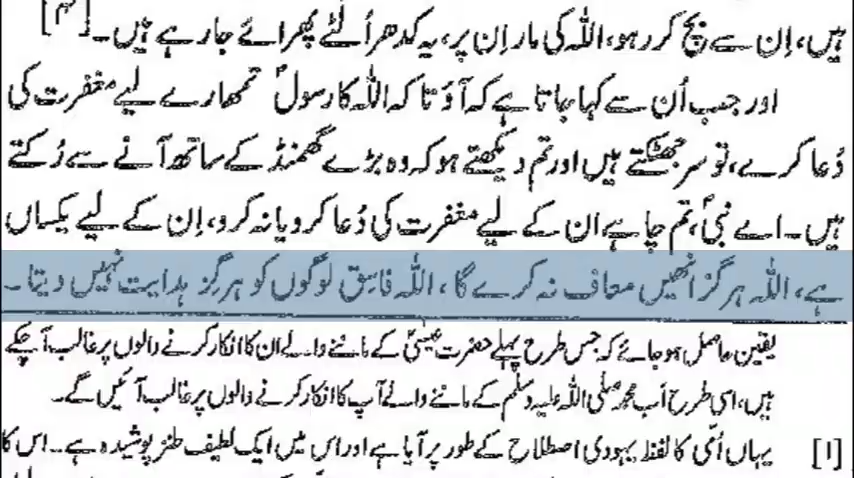 ہیں، اِن سے بچ کر رہو، اللہ کی مار اِن پر، یہ کدھر اُلٹے پھرائے جا رہے ہیں۔[۴]
اور جب اُن سے کہا جاتا ہے کہ آؤ تا کہ اللہ کا رسولؐ تمھارے لیے مغفرت کی
دُعا کرے، تو سر جھٹکتے ہیں اور تم دیکھتے ہو کہ وہ بڑے گھمنڈ کے ساتھ آنے سے رُکتے
ہیں۔ اے نبیؐ، تم چاہے ان کے لیے مغفرت کی دُعا کرو یا نہ کرو، اِن کے لیے یکساں
ہے، اللہ ہرگز انھیں معاف نہ کرے گا، اللہ فاسِق لوگوں کو ہرگز ہدایت نہیں دیتا۔
یقین حاصل ہو جائے کہ جس طرح پہلے حضرت عیسیٰؑ کے ماننے والے ان کا انکار کرنے والوں پر غالب آ چکے
ہیں، اسی طرح اب محمد صلی اللہ علیہ وسلم کے ماننے والے آپ کا انکار کرنے والوں پر غالب آئیں گے۔
[۱] یہاں اُمّی کا لفظ یہودی اصطلاح کے طور پر آیا ہے اور اس میں ایک لطیف طنز پوشیدہ ہے۔ اس کا